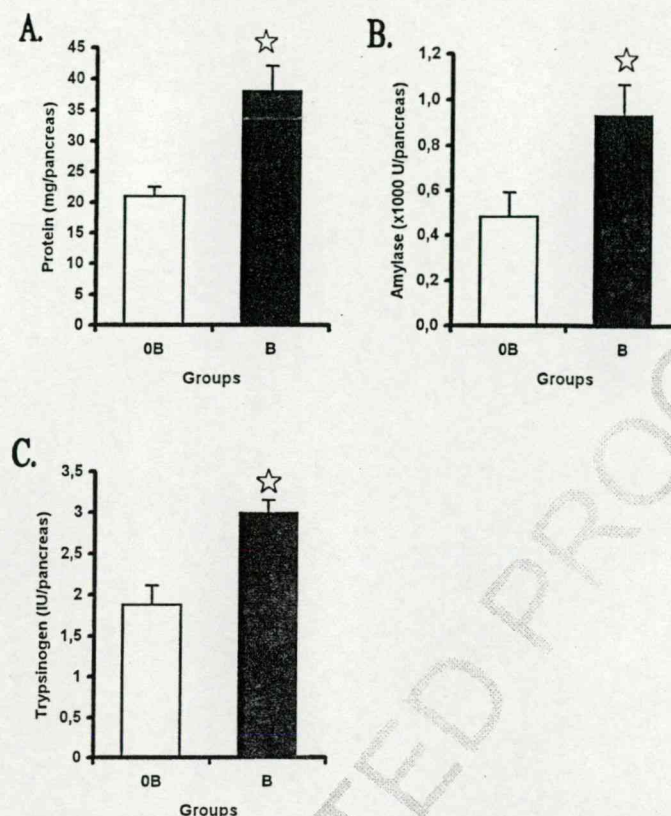 A.
Protein (mg/pancreas)
45
40
35
30
25
20
15
10
5
0
0B
B
Groups
B.
Amylase (x1000 U/pancreas)
1,2
1,0
0,8
0,6
0,4
0,2
0,0
0B
B
Groups
C.
Trypsinogen (IU/pancreas)
3,5
3
2,5
2
1,5
1
0,5
0
0B
B
Groups
TED PROO